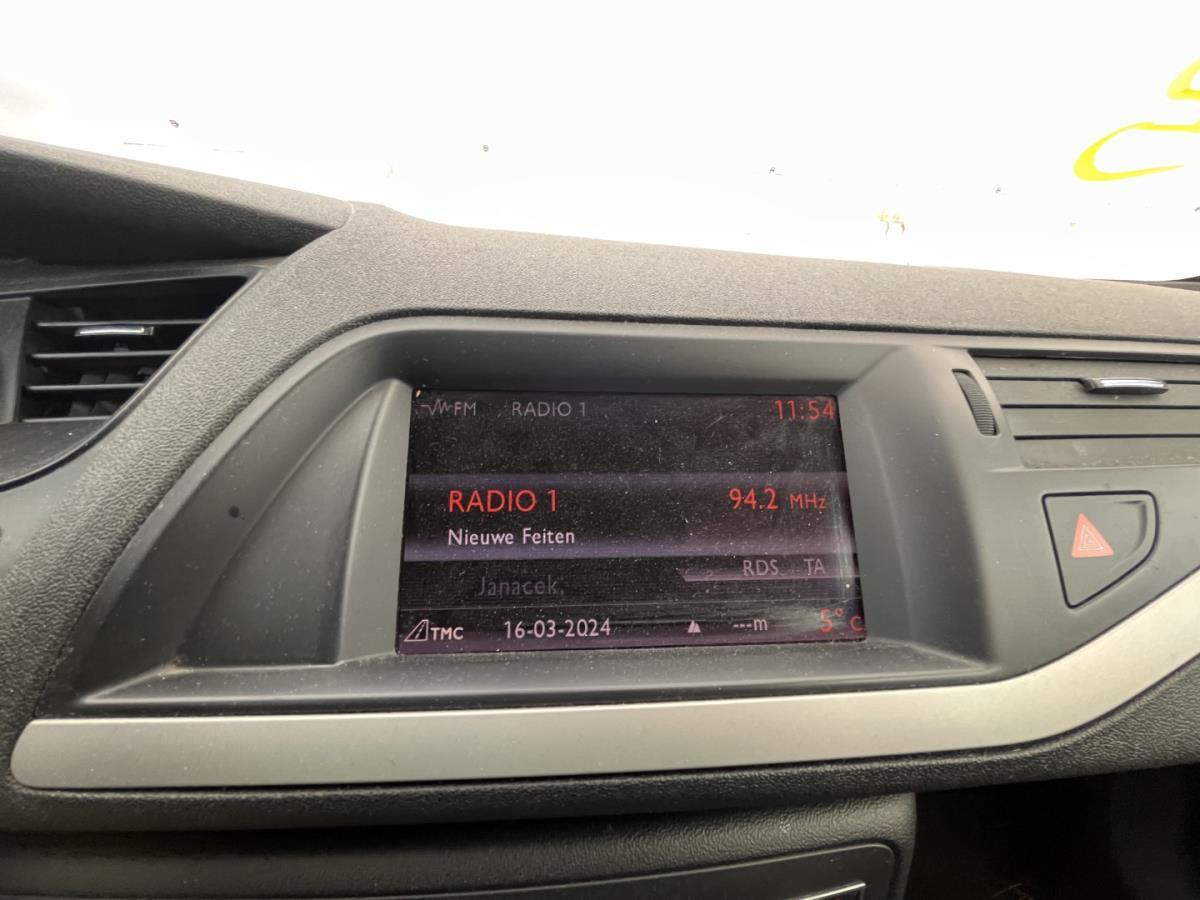 FM RADIO 1 11:54
RADIO 1 94.2 MHz
Nieuwe Feiten
RDS TA
Janacek,
TMC 16-03-2024 ---m 5° C